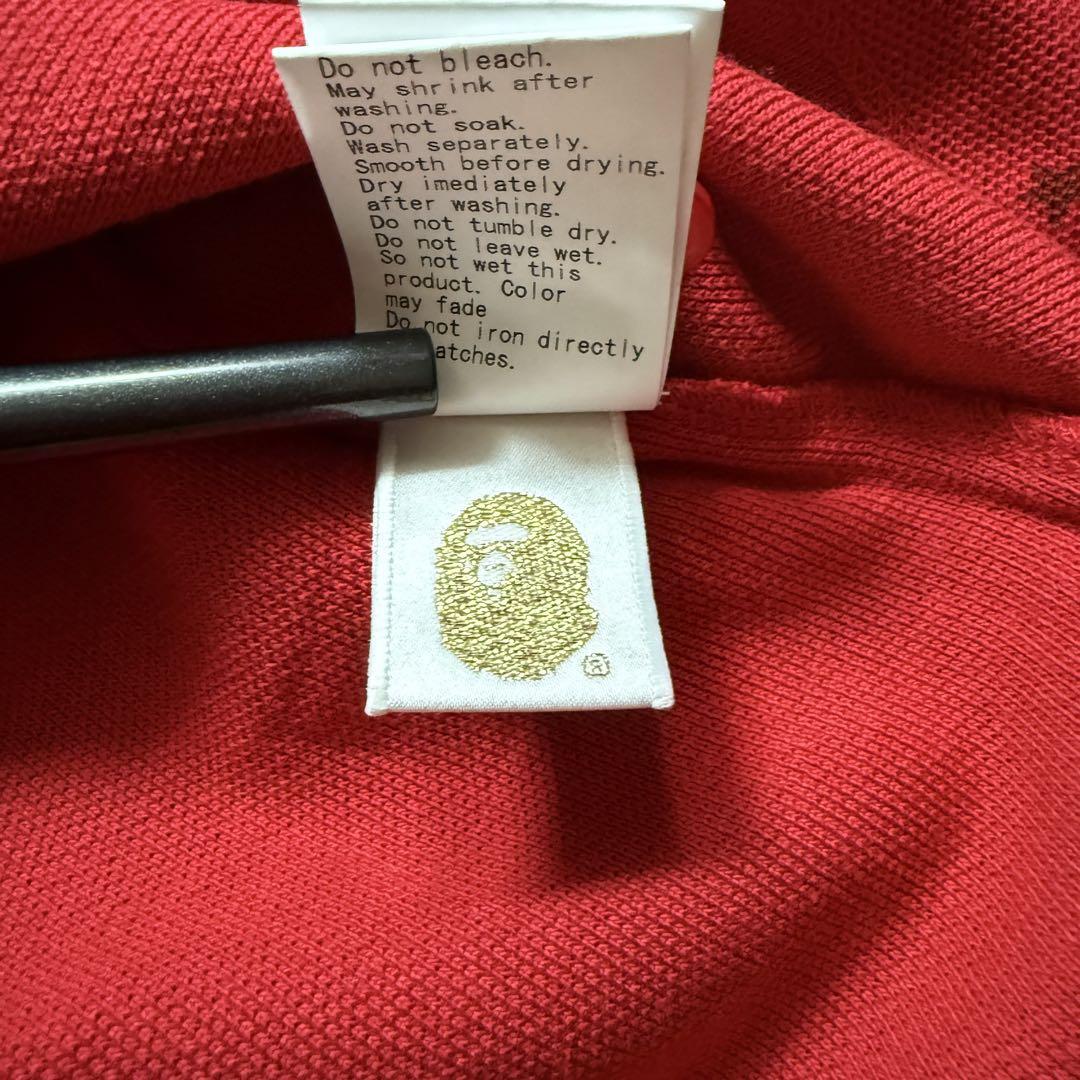 Do not bleach.
May shrink after
washing.
Do not soak.
Wash separately.
Smooth before drying.
Dry imediately
after washing.
Do not tumble dry.
Do not leave wet.
So not wet this
product. Color
may fade
Do not iron directly
atches.
®